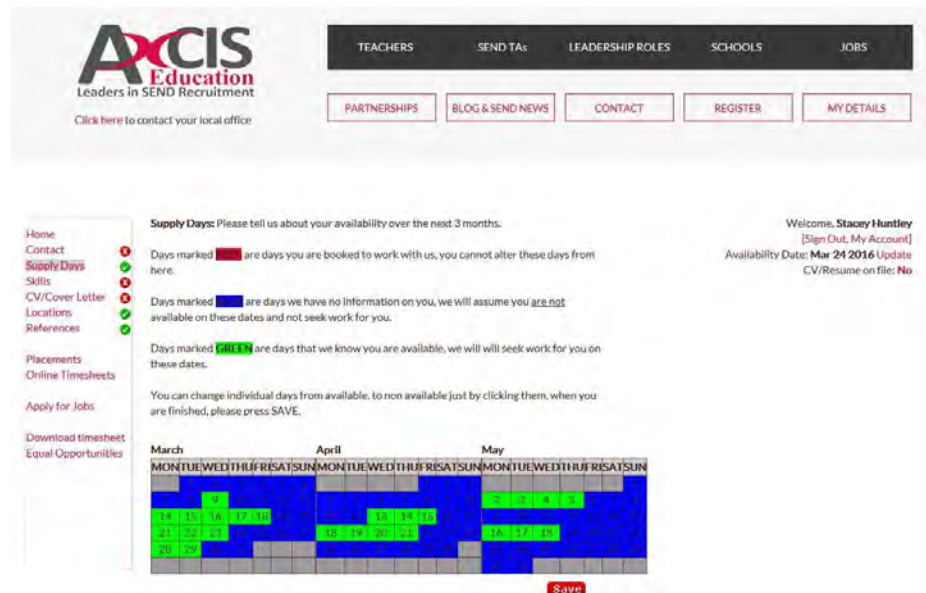 AXCIS
Education
Leaders in SEND Recruitment
Click here to contact your local office
TEACHERS SEND TAs LEADERSHIP ROLES SCHOOLS JOBS
PARTNERSHIPS BLOG & SEND NEWS CONTACT REGISTER MY DETAILS
Home
Contact
Supply Days
Skills
CV/Cover Letter
Locations
References
Placements
Online Timesheets
Apply for Jobs
Download timesheet
Equal Opportunities
Supply Days: Please tell us about your availability over the next 3 months.
Days marked are days you are booked to work with us, you cannot alter these days from
here.
Days marked are days we have no information on you, we will assume you are not
available on these dates and not seek work for you.
Days marked GREEN are days that we know you are available, we will will seek work for you on
these dates.
You can change individual days from available, to non available just by clicking them, when you
are finished, please press SAVE.
Welcome, Stacey Huntley
[Sign Out, My Account]
Availability Date: Mar 24 2016 Update
CV/Resume on file: No
March April May
MON TUE WED THU FRI SAT SUN MON TUE WED THU FRI SAT SUN MON TUE WED THU FRI SAT SUN
9 2 3 4 5
14 15 16 17 18 13 14 15
21 22 23 18 19 20 21 16 17 18
28 29
Save